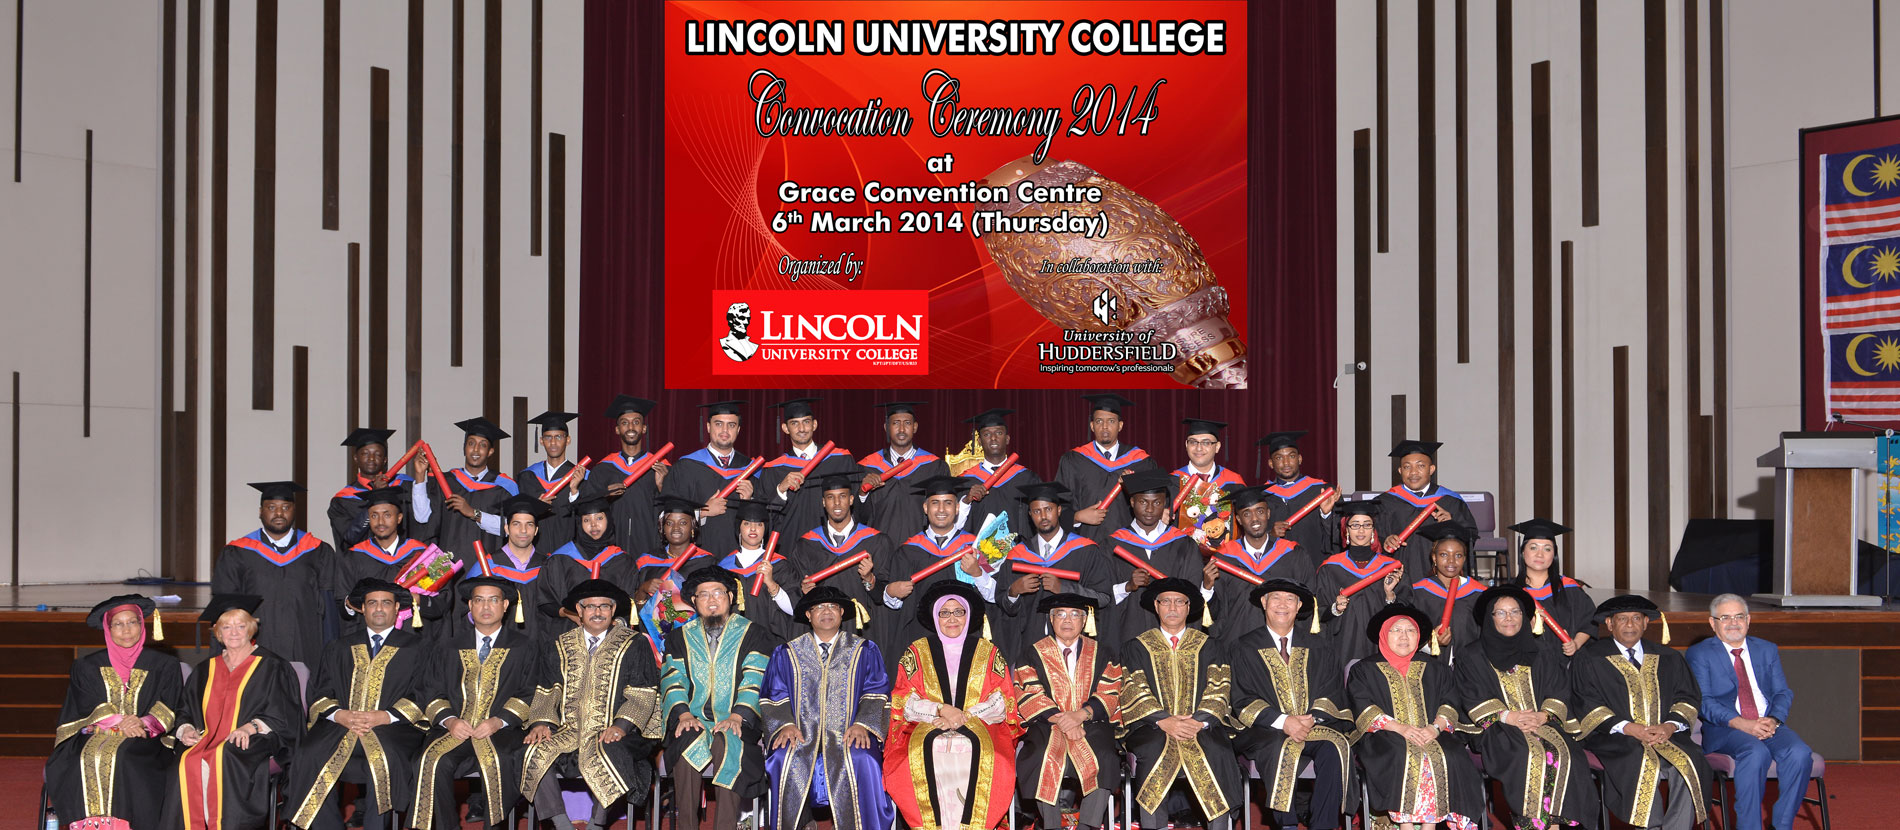 LINCOLN UNIVERSITY COLLEGE
Convocation Ceremony 2014
at
Grace Convention Centre
6th March 2014 (Thursday)
Organized by:
In collaboration with:
LINCOLN
UNIVERSITY COLLEGE
University of
HUDDERSFIELD
Inspiring tomorrow's professionals